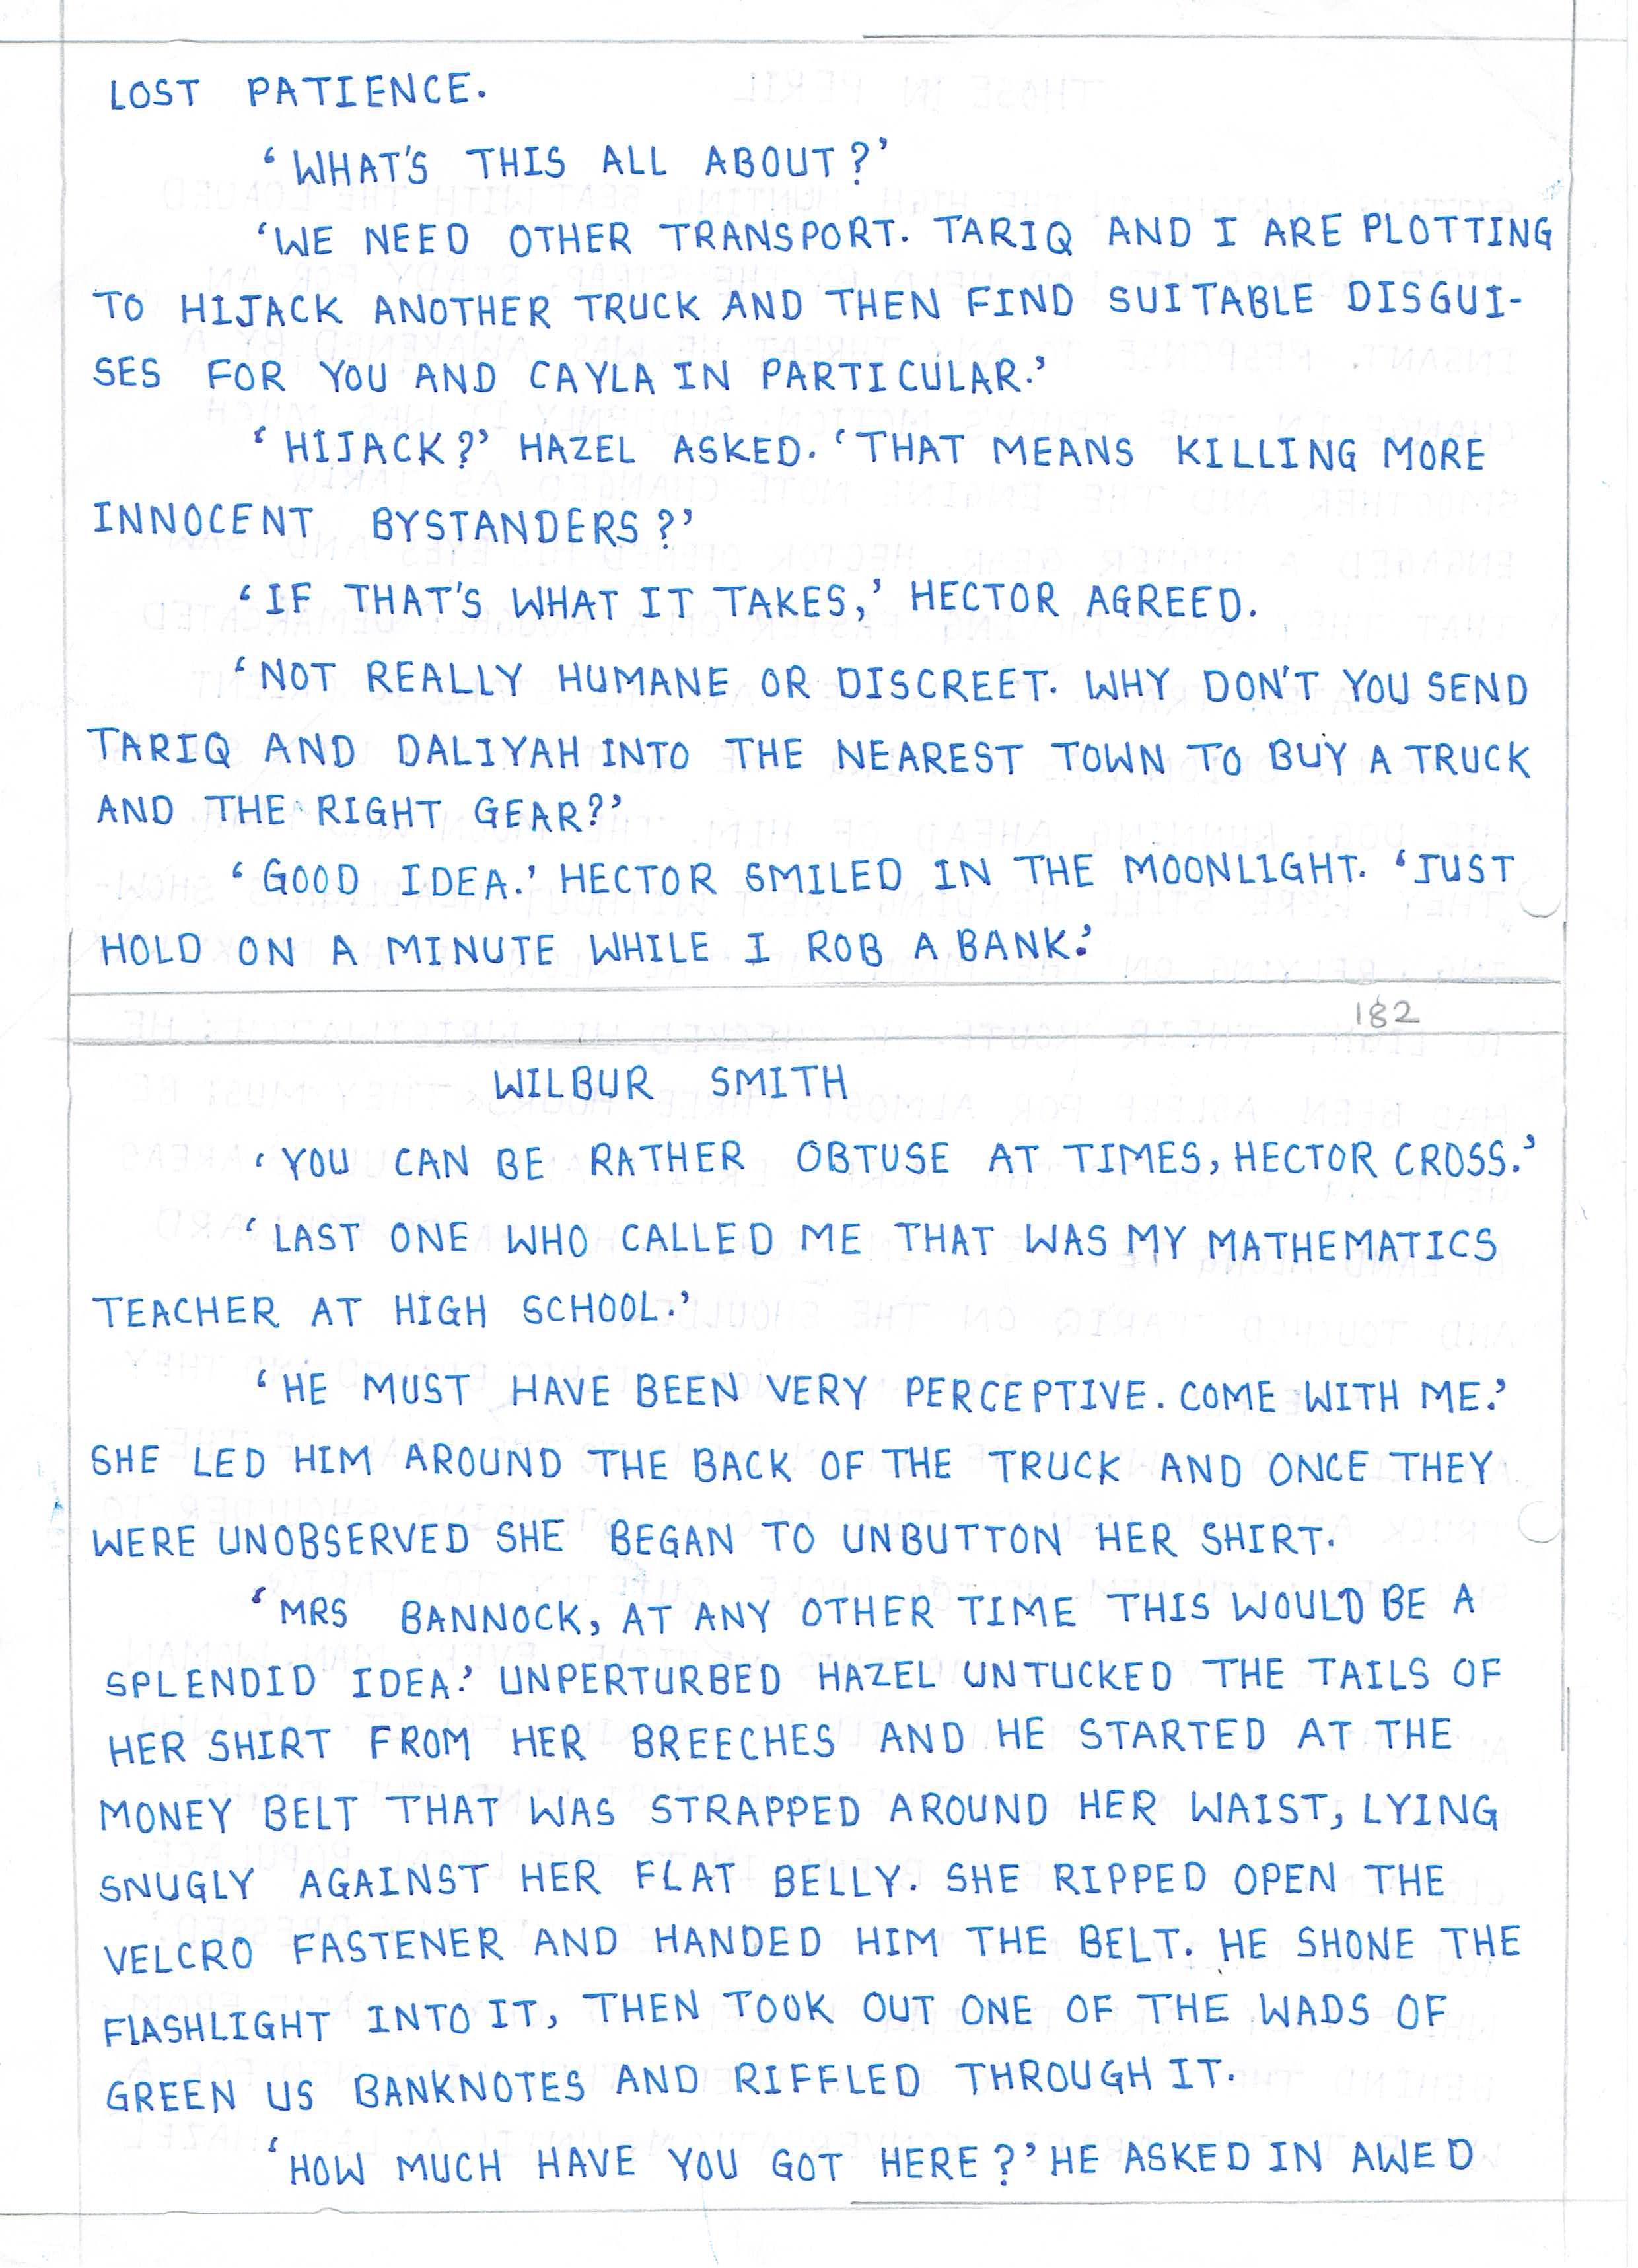 LOST PATIENCE.
‘WHAT'S THIS ALL ABOUT?’
‘WE NEED OTHER TRANSPORT. TARIQ AND I ARE PLOTTING
TO HIJACK ANOTHER TRUCK AND THEN FIND SUITABLE DISGUI-
SES FOR YOU AND CAYLA IN PARTICULAR.’
‘HIJACK?’ HAZEL ASKED. ‘THAT MEANS KILLING MORE
INNOCENT BYSTANDERS?’
‘IF THAT'S WHAT IT TAKES,’ HECTOR AGREED.
‘NOT REALLY HUMANE OR DISCREET. WHY DON'T YOU SEND
TARIQ AND DALIYAH INTO THE NEAREST TOWN TO BUY A TRUCK
AND THE RIGHT GEAR?’
‘GOOD IDEA.’ HECTOR SMILED IN THE MOONLIGHT. ‘JUST
HOLD ON A MINUTE WHILE I ROB A BANK.’
182
WILBUR SMITH
‘YOU CAN BE RATHER OBTUSE AT TIMES, HECTOR CROSS.’
‘LAST ONE WHO CALLED ME THAT WAS MY MATHEMATICS
TEACHER AT HIGH SCHOOL.’
‘HE MUST HAVE BEEN VERY PERCEPTIVE. COME WITH ME.’
SHE LED HIM AROUND THE BACK OF THE TRUCK AND ONCE THEY
WERE UNOBSERVED SHE BEGAN TO UNBUTTON HER SHIRT.
‘MRS BANNOCK, AT ANY OTHER TIME THIS WOULD BE A
SPLENDID IDEA.’ UNPERTURBED HAZEL UNTUCKED THE TAILS OF
HER SHIRT FROM HER BREECHES AND HE STARTED AT THE
MONEY BELT THAT WAS STRAPPED AROUND HER WAIST, LYING
SNUGLY AGAINST HER FLAT BELLY. SHE RIPPED OPEN THE
VELCRO FASTENER AND HANDED HIM THE BELT. HE SHONE THE
FLASHLIGHT INTO IT, THEN TOOK OUT ONE OF THE WADS OF
GREEN US BANKNOTES AND RIFFLED THROUGH IT.
‘HOW MUCH HAVE YOU GOT HERE?’ HE ASKED IN AWED